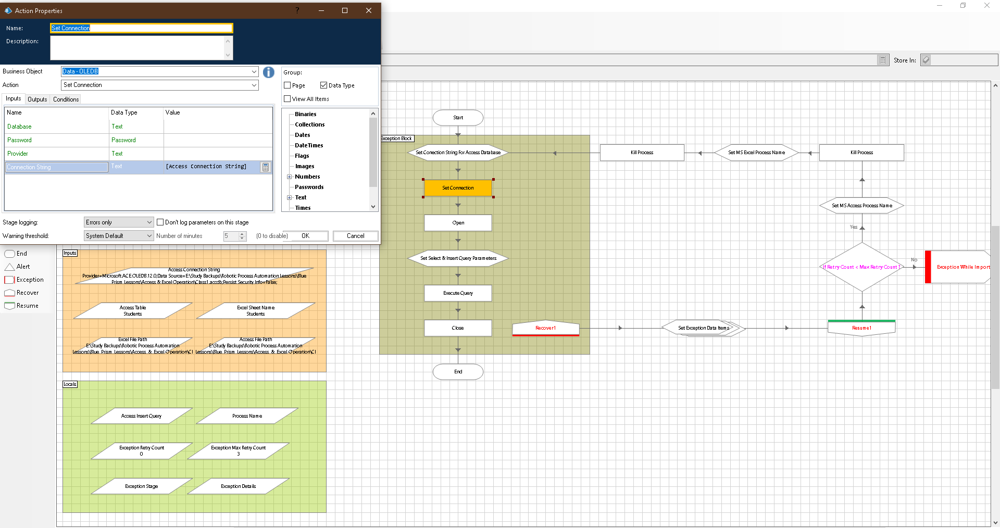 Action Properties
?
Name:
Set Connection
Description:
Business Object
Data - OLEDB
Action
Set Connection
Group:
Page
Data Type
View All Items
Inputs
Outputs
Conditions
Name
Data Type
Value
Database
Text
Password
Password
Provider
Text
Connection String
Text
[Access Connection String]
Binaries
Collections
Dates
DateTimes
Flags
Images
Numbers
Passwords
Text
Times
Stage logging:
Errors only
Don't log parameters on this stage
Warning threshold:
System Default
Number of minutes
5
(0 to disable)
OK
Cancel
Store In:
End
Alert
Exception
Recover
Resume
Start
Exception Block
Set Conection String For Access Database
Set Connection
Open
Set Select & Insert Query Parameters
Execute Query
Close
End
Recover1
Kill Process
Set MS Excel Process Name
Kill Process
Set MS Access Process Name
Yes
If Retry Count < Max Retry Count ?
No
Exception While Import
Set Exception Data Items
Resume1
Inputs
Access Connection String
Provider=Microsoft.ACE.OLEDB.12.0;Data Source=E:\Study Backups\Robotic Process Automation Lessons\Blue
Prism Lessons\Access & Excel Operation\Class1.accdb;Persist Security Info=False;
Access Table
Students
Excel Sheet Name
Students
Excel File Path
E:\Study Backups\Robotic Process Automation
Lessons\Blue Prism Lessons\Access & Excel Operation\Cl
Access File Path
E:\Study Backups\Robotic Process Automation
Lessons\Blue Prism Lessons\Access & Excel Operation\Cl
Locals
Access Insert Query
Process Name
Exception Retry Count
0
Exception Max Retry Count
3
Exception Stage
Exception Details